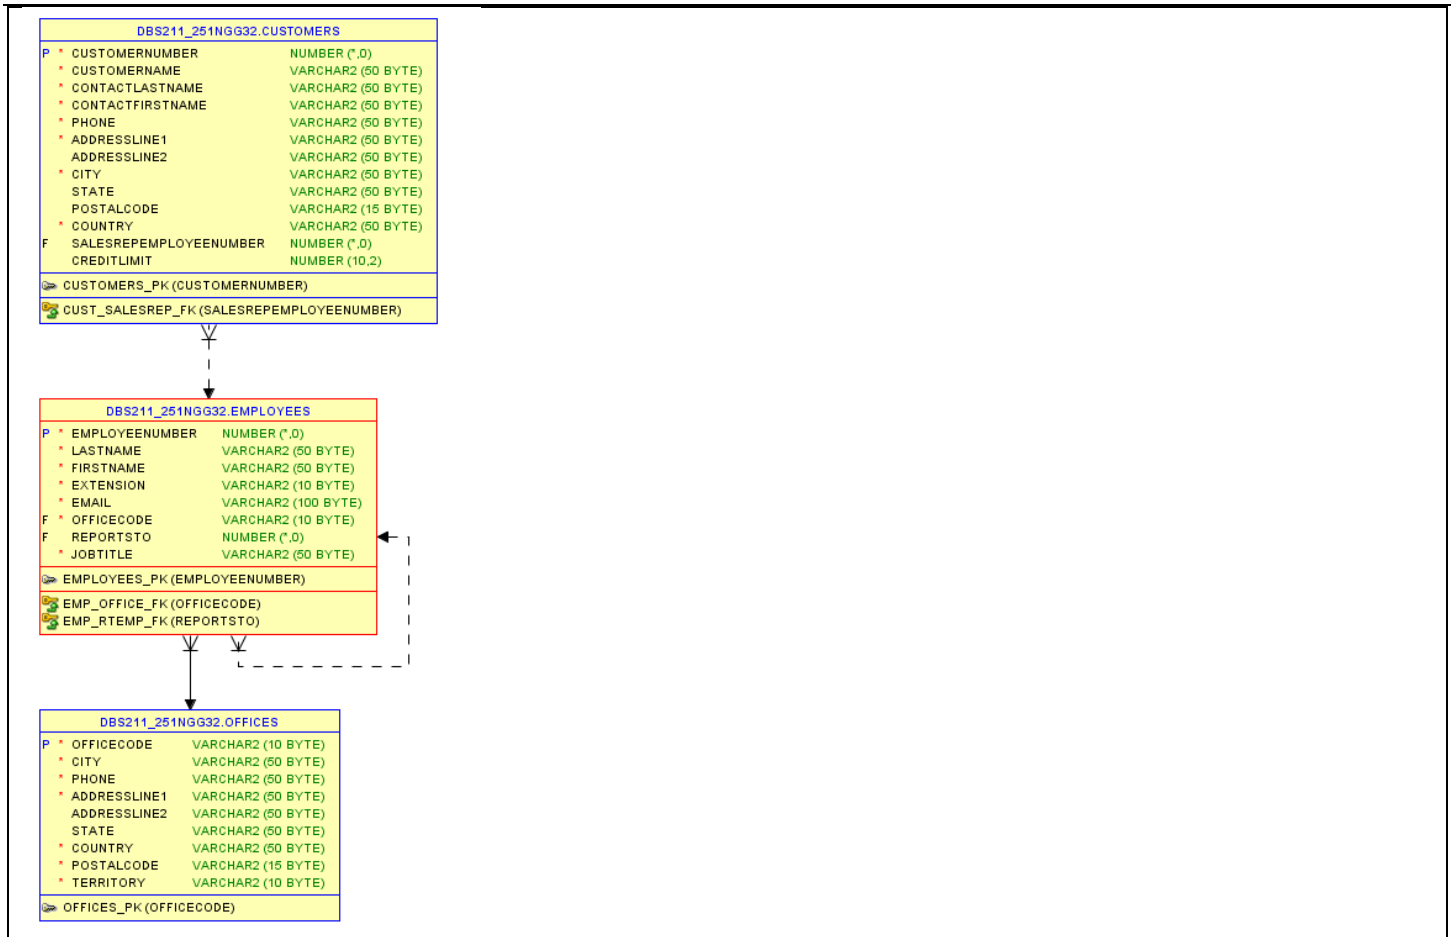 DBS211_251NGG32.CUSTOMERS
P * CUSTOMERNUMBER NUMBER (*,0)
* CUSTOMERNAME VARCHAR2 (50 BYTE)
* CONTACTLASTNAME VARCHAR2 (50 BYTE)
* CONTACTFIRSTNAME VARCHAR2 (50 BYTE)
* PHONE VARCHAR2 (50 BYTE)
* ADDRESSLINE1 VARCHAR2 (50 BYTE)
ADDRESSLINE2 VARCHAR2 (50 BYTE)
* CITY VARCHAR2 (50 BYTE)
STATE VARCHAR2 (50 BYTE)
POSTALCODE VARCHAR2 (15 BYTE)
* COUNTRY VARCHAR2 (50 BYTE)
F SALESREPEMPLOYEENUMBER NUMBER (*,0)
CREDITLIMIT NUMBER (10,2)
CUSTOMERS_PK (CUSTOMERNUMBER)
CUST_SALESREP_FK (SALESREPEMPLOYEENUMBER)
DBS211_251NGG32.EMPLOYEES
P * EMPLOYEENUMBER NUMBER (*,0)
* LASTNAME VARCHAR2 (50 BYTE)
* FIRSTNAME VARCHAR2 (50 BYTE)
* EXTENSION VARCHAR2 (10 BYTE)
* EMAIL VARCHAR2 (100 BYTE)
F * OFFICECODE VARCHAR2 (10 BYTE)
F REPORTSTO NUMBER (*,0)
* JOBTITLE VARCHAR2 (50 BYTE)
EMPLOYEES_PK (EMPLOYEENUMBER)
EMP_OFFICE_FK (OFFICECODE)
EMP_RTEMP_FK (REPORTSTO)
DBS211_251NGG32.OFFICES
P * OFFICECODE VARCHAR2 (10 BYTE)
* CITY VARCHAR2 (50 BYTE)
* PHONE VARCHAR2 (50 BYTE)
* ADDRESSLINE1 VARCHAR2 (50 BYTE)
ADDRESSLINE2 VARCHAR2 (50 BYTE)
STATE VARCHAR2 (50 BYTE)
* COUNTRY VARCHAR2 (50 BYTE)
* POSTALCODE VARCHAR2 (15 BYTE)
* TERRITORY VARCHAR2 (10 BYTE)
OFFICES_PK (OFFICECODE)